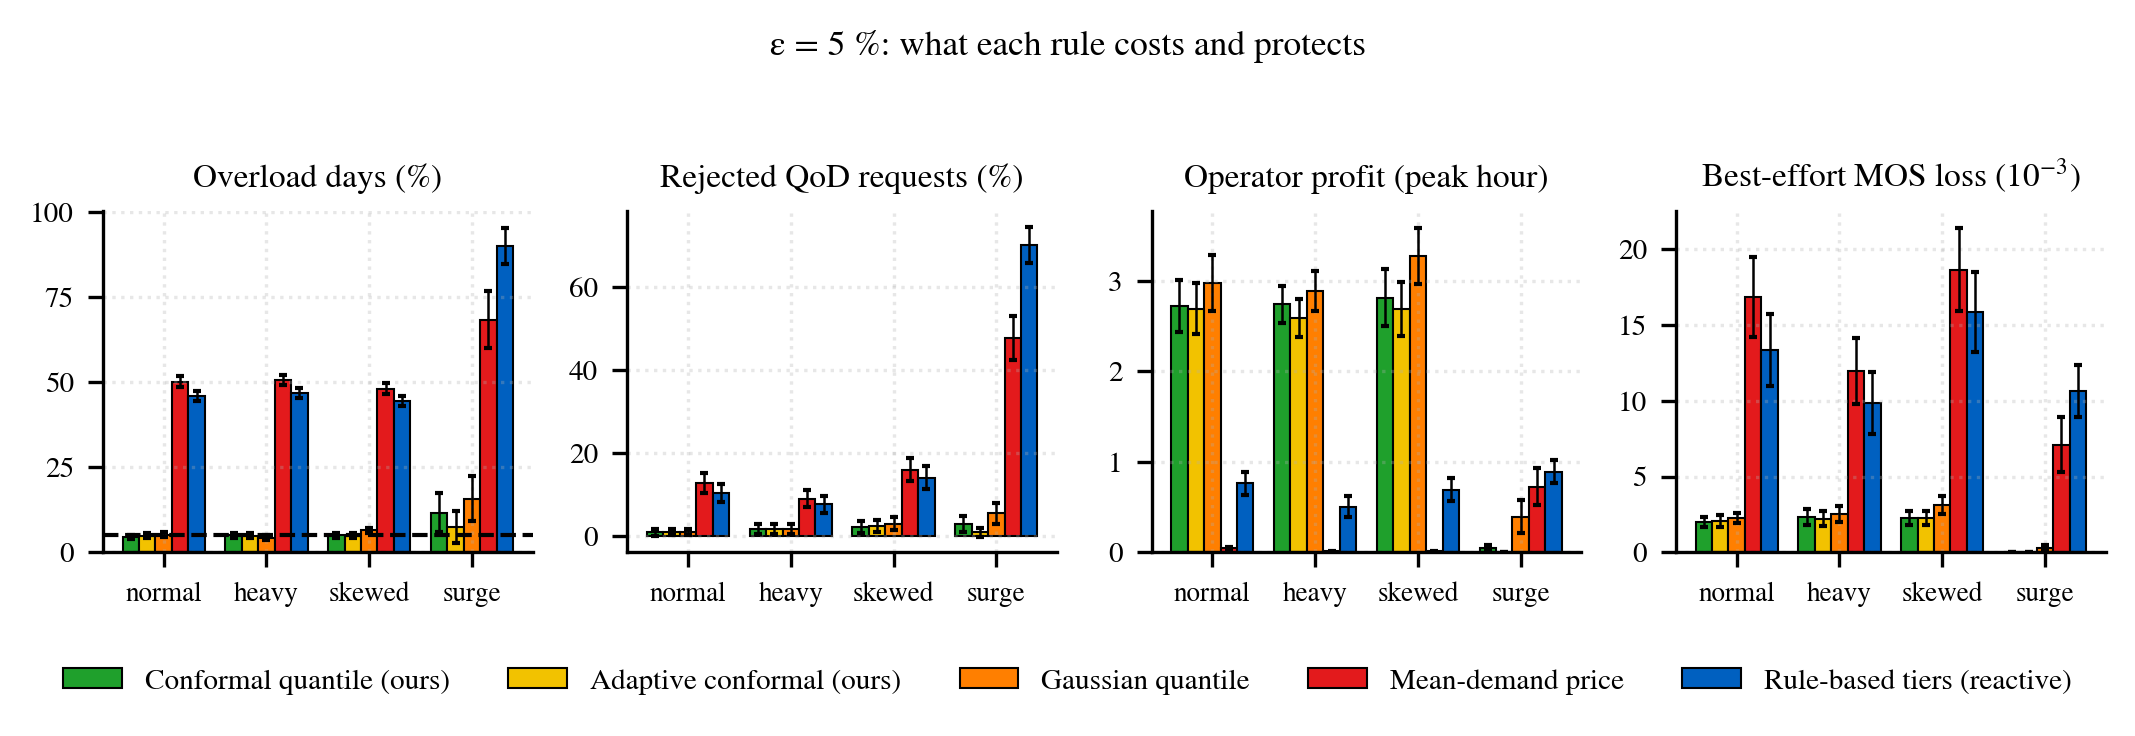 ε = 5 %: what each rule costs and protects
Overload days (%)
100
75
50
25
0
normal heavy skewed surge
Rejected QoD requests (%)
60
40
20
0
normal heavy skewed surge
Operator profit (peak hour)
3
2
1
0
normal heavy skewed surge
Best-effort MOS loss (10⁻³)
20
15
10
5
0
normal heavy skewed surge
Conformal quantile (ours) Adaptive conformal (ours) Gaussian quantile Mean-demand price Rule-based tiers (reactive)